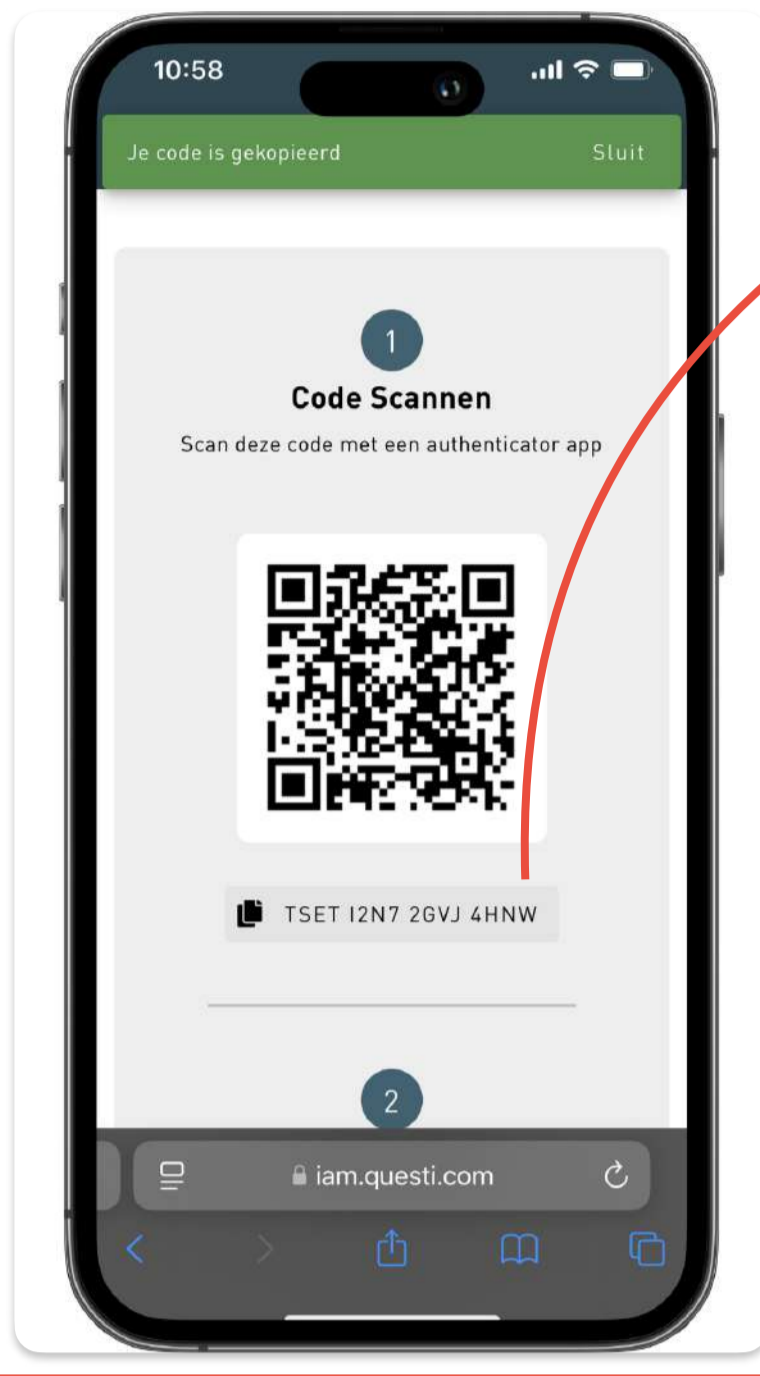 10:58
Je code is gekopieerd Sluit
1
Code Scannen
Scan deze code met een authenticator app
TSET I2N7 2GVJ 4HNW
2
iam.questi.com